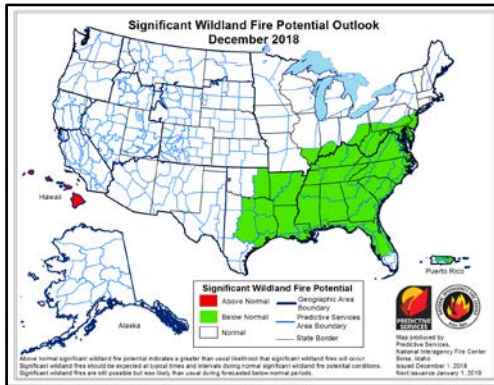 Significant Wildland Fire Potential Outlook
December 2018
Hawaii
Alaska
Puerto Rico
Significant Wildland Fire Potential
Above Normal
Below Normal
Normal
Geographic Area
Boundary
Predictive Services
Area Boundary
State Border
PREDICTIVE
SERVICES
Map produced by
Predictive Services,
National Interagency Fire Center
Boise, Idaho
Issued December 1, 2018
Next issuance January 1, 2019
Above normal significant wildland fire potential indicates a greater than usual likelihood that significant wildland fires will occur.
Significant wildland fires should be expected at typical times and intervals during normal significant wildland fire potential conditions.
Significant wildland fires are still possible but less likely than usual during forecasted below normal periods.